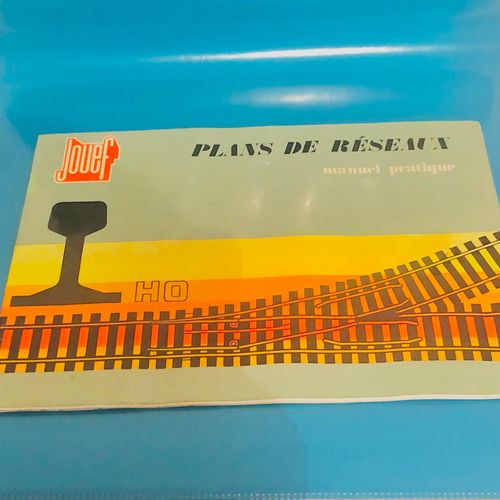 Jouef
PLANS DE RÉSEAUX
manuel pratique
HO